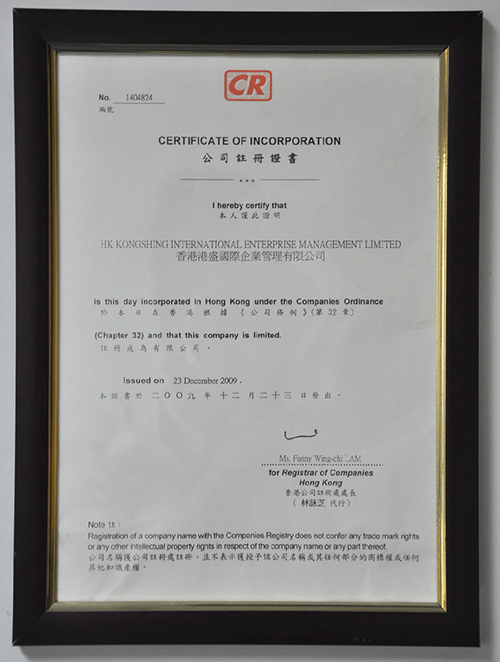 CR
No. 1404824
編號
CERTIFICATE OF INCORPORATION
公司註冊證書
I hereby certify that
本人謹此證明
HK KONGSHING INTERNATIONAL ENTERPRISE MANAGEMENT LIMITED
香港港盛國際企業管理有限公司
is this day incorporated in Hong Kong under the Companies Ordinance
於本日在香港根據《公司條例》(第32章)
(Chapter 32) and that this company is limited.
註冊成為有限公司。
Issued on 23 December 2009.
本證書於二〇〇九年十二月二十三日發出。
Ms. Fanny Wing-chi LAM
for Registrar of Companies
Hong Kong
香港公司註冊處處長
(林詠芝 代行)
Note 註:
Registration of a company name with the Companies Registry does not confer any trade mark rights
or any other intellectual property rights in respect of the company name or any part thereof.
公司名稱獲公司註冊處註冊,並不表示獲授予該公司名稱或其任何部分的商標權或任何
其他知識產權。